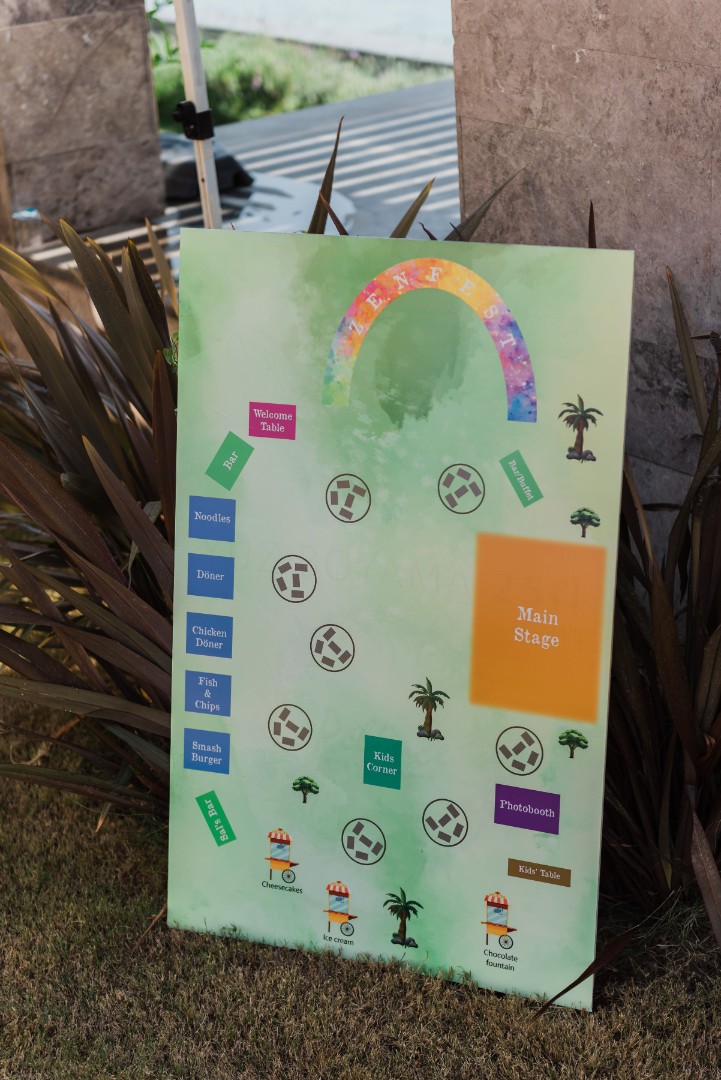 ZENFEST
Welcome
Table
Bar
Bar/Buffet
Noodles
Döner
Main
Stage
Chicken
Döner
Fish
&
Chips
Smash
Burger
Kids
Corner
Photobooth
Sal's Bar
Kids' Table
Cheesecakes
Ice cream
Chocolate
fountain